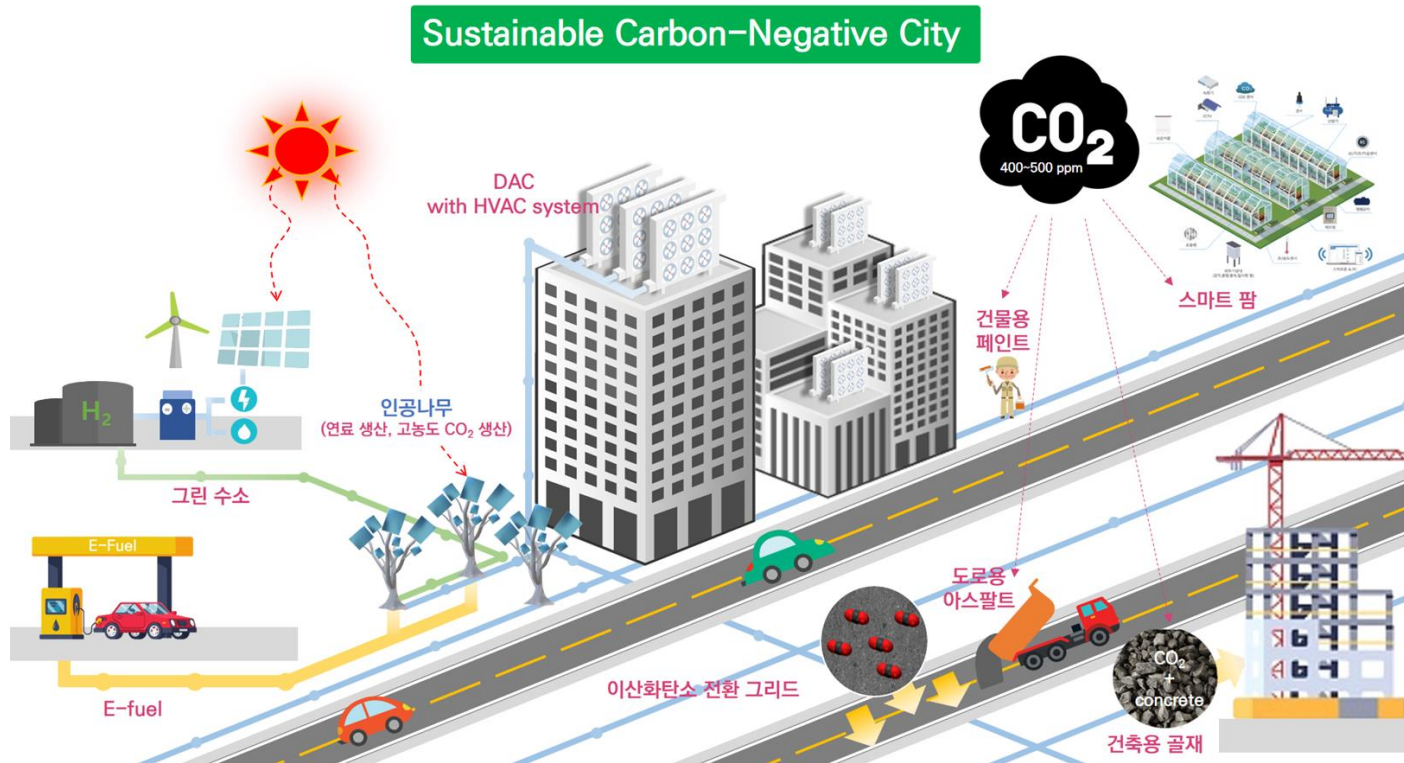 Sustainable Carbon-Negative City
CO₂
400~500 ppm
DAC
with HVAC system
스마트 팜
건물용
페인트
H₂
인공나무
(연료 생산, 고농도 CO₂ 생산)
그린 수소
E-Fuel
도로용
아스팔트
이산화탄소 전환 그리드
CO₂
+
concrete
E-fuel
건축용 골재